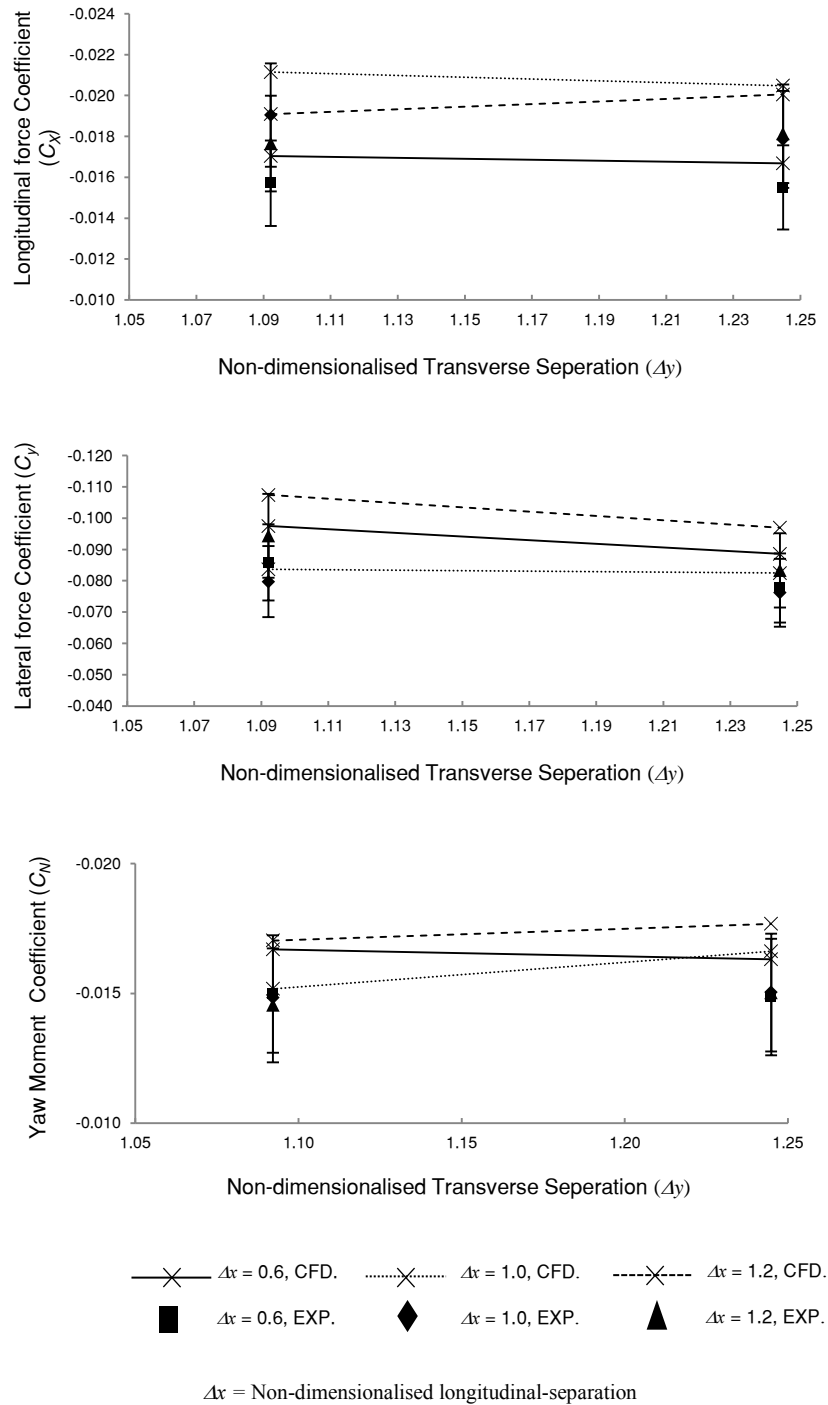 Longitudinal force Coefficient
(CX)
-0.024
-0.022
-0.020
-0.018
-0.016
-0.014
-0.012
-0.010
1.05 1.07 1.09 1.11 1.13 1.15 1.17 1.19 1.21 1.23 1.25
Non-dimensionalised Transverse Seperation (Δy)
Lateral force Coefficient (Cy)
-0.120
-0.110
-0.100
-0.090
-0.080
-0.070
-0.060
-0.050
-0.040
1.05 1.07 1.09 1.11 1.13 1.15 1.17 1.19 1.21 1.23 1.25
Non-dimensionalised Transverse Seperation (Δy)
Yaw Moment Coefficient (CN)
-0.020
-0.015
-0.010
1.05 1.10 1.15 1.20 1.25
Non-dimensionalised Transverse Seperation (Δy)
Δx = 0.6, CFD. Δx = 1.0, CFD. Δx = 1.2, CFD.
Δx = 0.6, EXP. Δx = 1.0, EXP. Δx = 1.2, EXP.
Δx = Non-dimensionalised longitudinal-separation